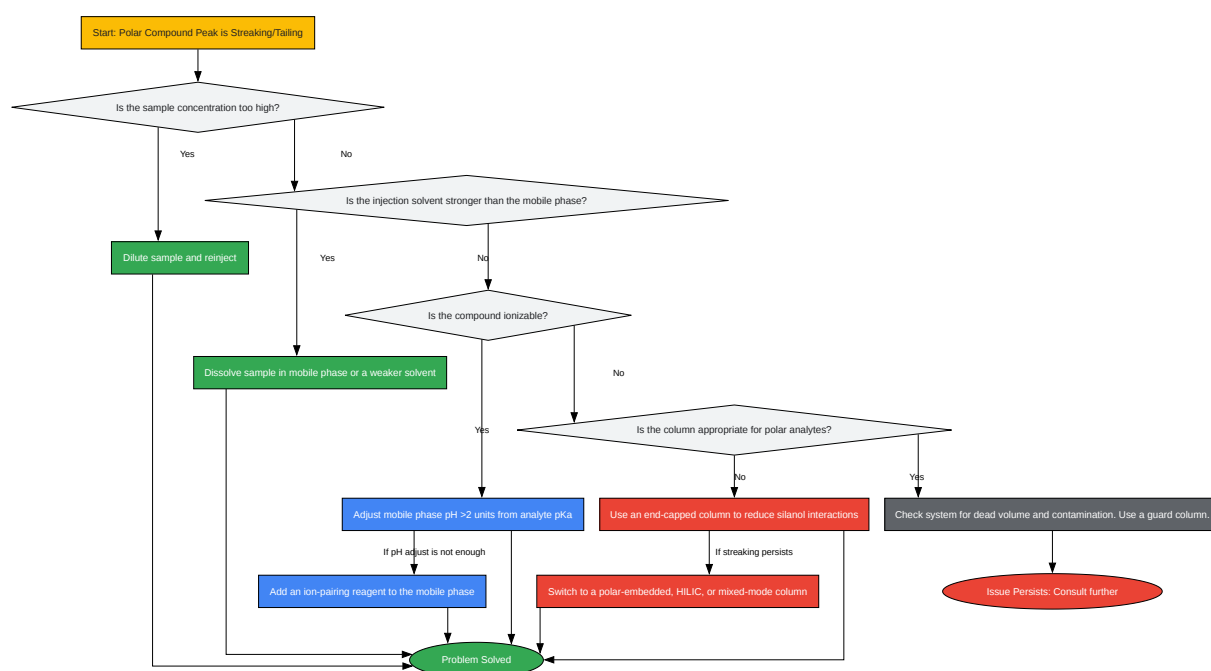 Start: Polar Compound Peak is Streaking/Tailing
Is the sample concentration too high?
Yes
No
Is the injection solvent stronger than the mobile phase?
Dilute sample and reinject
Yes
No
Is the compound ionizable?
Dissolve sample in mobile phase or a weaker solvent
No
Yes
Is the column appropriate for polar analytes?
No
Yes
Adjust mobile phase pH >2 units from analyte pKa
Use an end-capped column to reduce silanol interactions
Check system for dead volume and contamination. Use a guard column.
If pH adjust is not enough
If streaking persists
Add an ion-pairing reagent to the mobile phase
Switch to a polar-embedded, HILIC, or mixed-mode column
Issue Persists: Consult further
Problem Solved